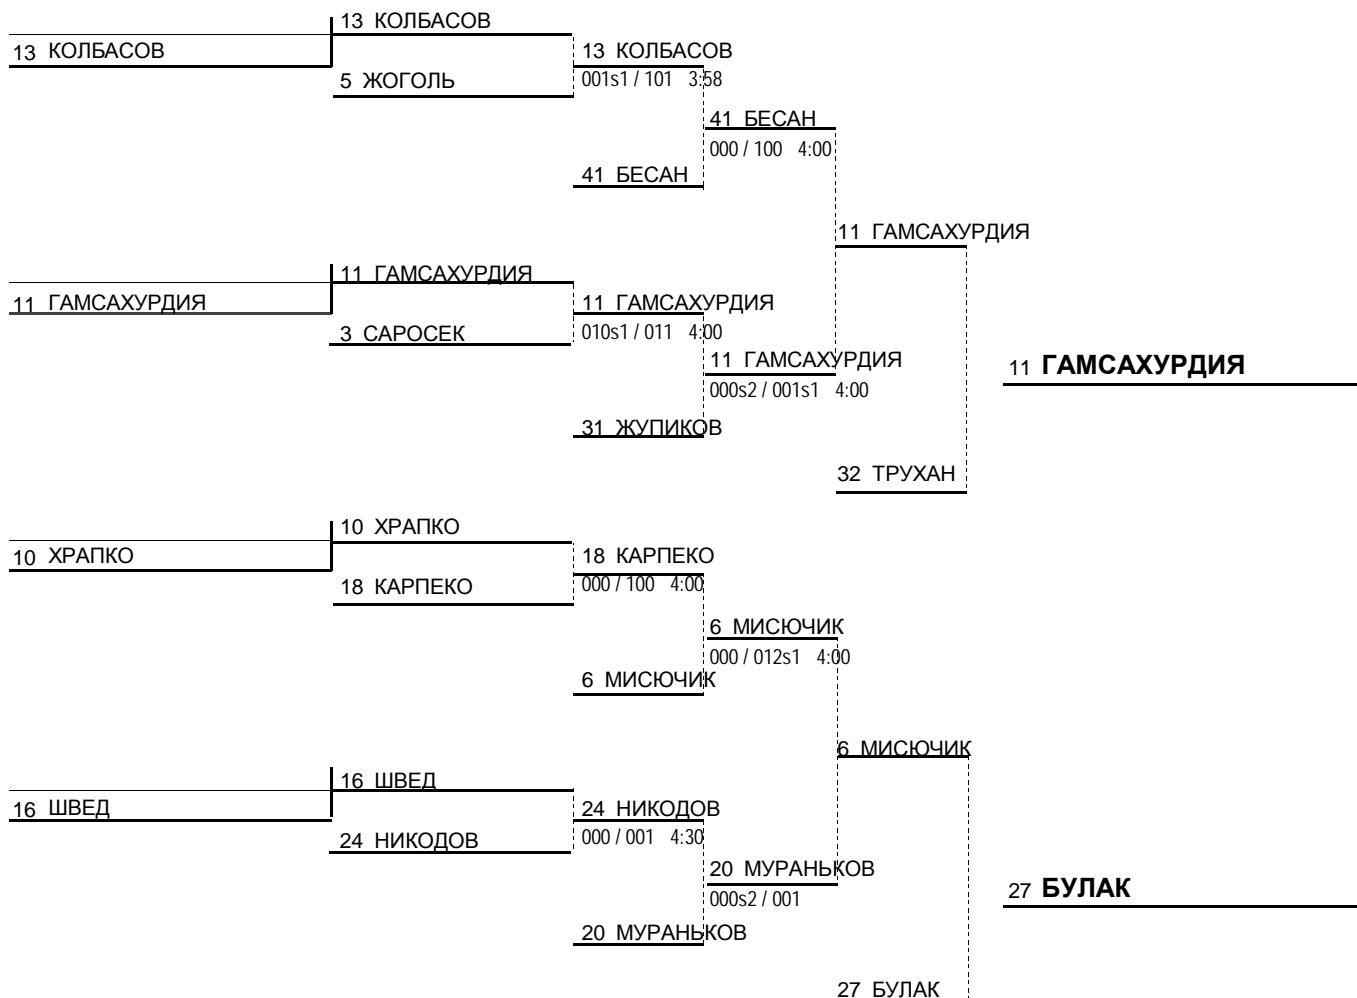 13 КОЛБАСОВ
13 КОЛБАСОВ
13 КОЛБАСОВ
5 ЖОГОЛЬ
001s1 / 101 3:58
41 БЕСАН
000 / 100 4:00
41 БЕСАН
11 ГАМСАХУРДИЯ
11 ГАМСАХУРДИЯ
11 ГАМСАХУРДИЯ
11 ГАМСАХУРДИЯ
3 САРОСЕК
010s1 / 011 4:00
11 ГАМСАХУРДИЯ
11 ГАМСАХУРДИЯ
000s2 / 001s1 4:00
31 ЖУПИКОВ
32 ТРУХАН
10 ХРАПКО
10 ХРАПКО
18 КАРПЕКО
18 КАРПЕКО
000 / 100 4:00
6 МИСЮЧИК
000 / 012s1 4:00
6 МИСЮЧИК
6 МИСЮЧИК
16 ШВЕД
16 ШВЕД
24 НИКОДОВ
24 НИКОДОВ
000 / 001 4:30
20 МУРАНЬКОВ
000s2 / 001
27 БУЛАК
20 МУРАНЬКОВ
27 БУЛАК